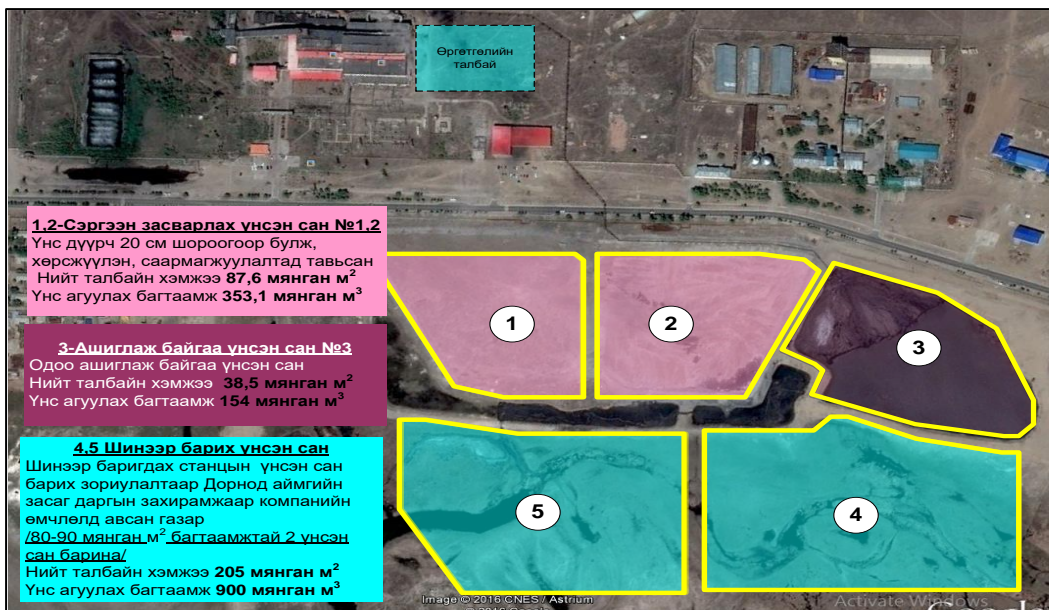 Өргөтгөлийн
талбай
1,2-Сэргээн засварлах үнсэн сан №1,2
Үнс дүүрч 20 см шороогоор булж,
хөрсжүүлэн, саармагжуулалтад тавьсан
Нийт талбайн хэмжээ 87,6 мянган м²
Үнс агуулах багтаамж 353,1 мянган м³
3-Ашиглаж байгаа үнсэн сан №3
Одоо ашиглаж байгаа үнсэн сан
Нийт талбайн хэмжээ 38,5 мянган м²
Үнс агуулах багтаамж 154 мянган м³
4,5 Шинээр барих үнсэн сан
Шинээр баригдах станцын үнсэн сан
барих зориулалтаар Дорнод аймгийн
засаг даргын захирамжаар компанийн
өмчлөлд авсан газар
/80-90 мянган м² багтаамжтай 2 үнсэн
сан барина/
Нийт талбайн хэмжээ 205 мянган м²
Үнс агуулах багтаамж 900 мянган м³
1
2
3
5
4
Image © 2016 CNES / Astrium
Activate Windows